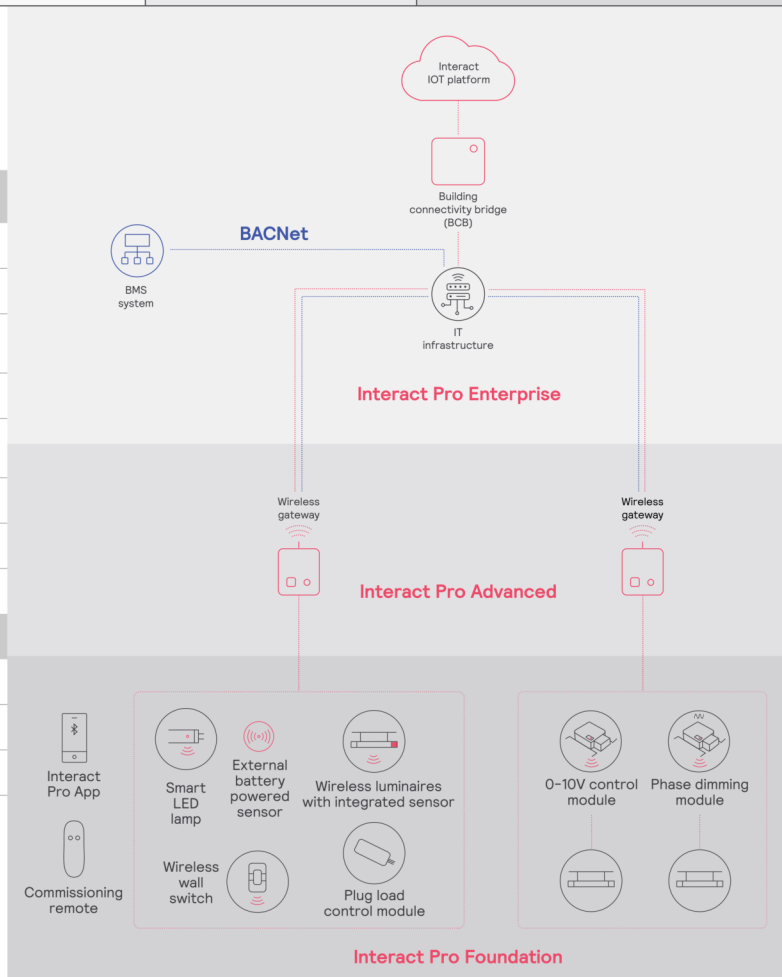 Interact
IOT platform
Building
connectivity bridge
(BCB)
BACNet
BMS
system
IT
infrastructure
Interact Pro Enterprise
Wireless
gateway
Wireless
gateway
Interact Pro Advanced
Interact
Pro App
Smart
LED
lamp
External
battery
powered
sensor
Wireless luminaires
with integrated sensor
0-10V control
module
Phase dimming
module
Commissioning
remote
Wireless
wall
switch
Plug load
control module
Interact Pro Foundation